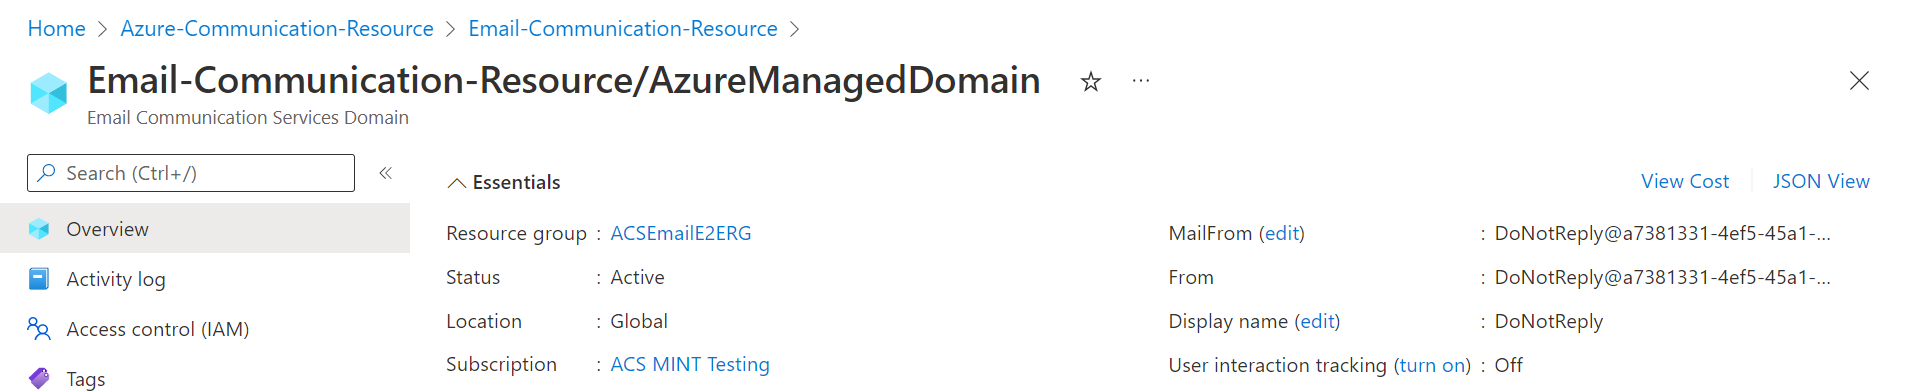 Home > Azure-Communication-Resource > Email-Communication-Resource >
Email-Communication-Resource/AzureManagedDomain
Email Communication Services Domain
Search (Ctrl+/)
Overview
Activity log
Access control (IAM)
Tags
Essentials
View Cost
JSON View
Resource group : ACSEmailE2ERG
Status : Active
Location : Global
Subscription : ACS MINT Testing
MailFrom (edit) : DoNotReply@a7381331-4ef5-45a1-...
From : DoNotReply@a7381331-4ef5-45a1-...
Display name (edit) : DoNotReply
User interaction tracking (turn on) : Off